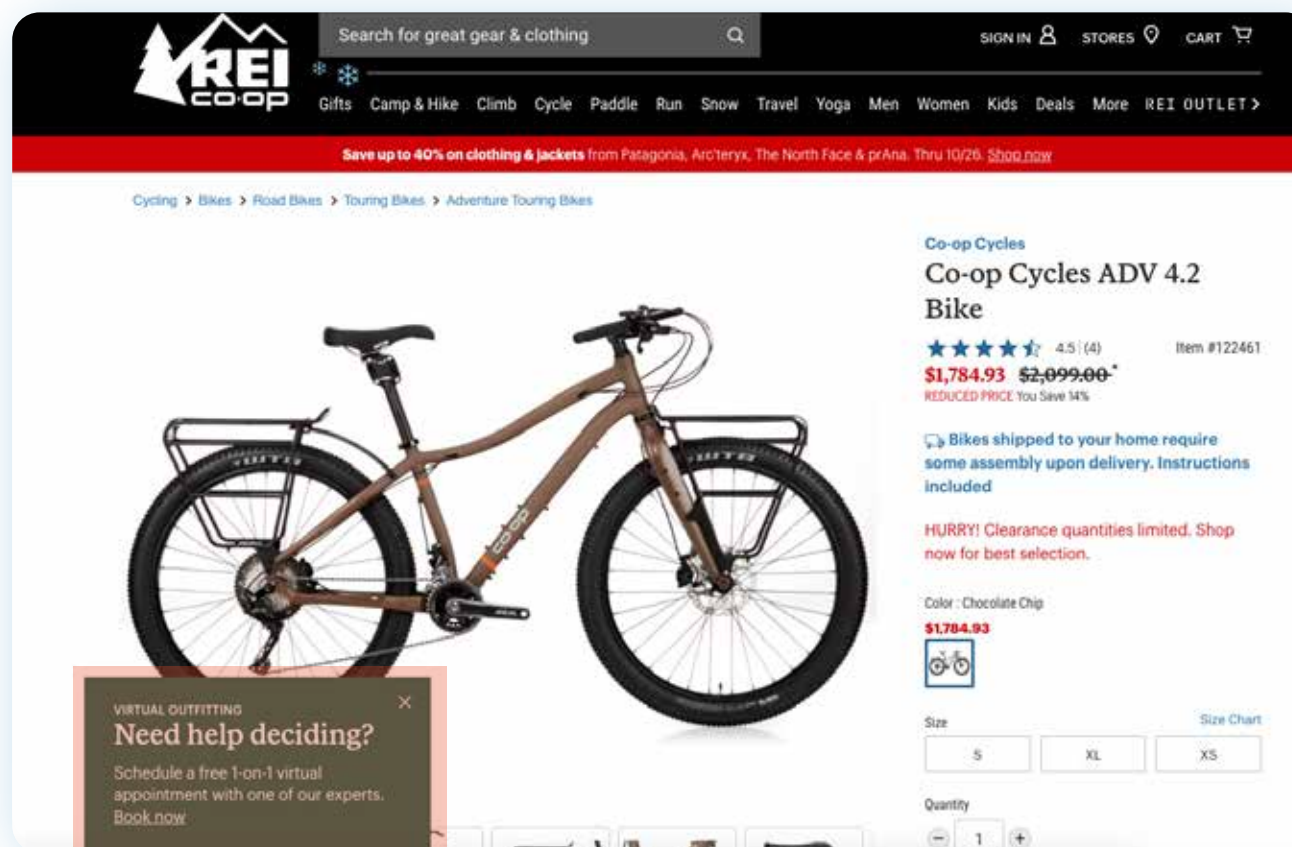 REI
co·op
Search for great gear & clothing
SIGN IN
STORES
CART
Gifts Camp & Hike Climb Cycle Paddle Run Snow Travel Yoga Men Women Kids Deals More REI OUTLET >
Save up to 40% on clothing & jackets from Patagonia, Arc'teryx, The North Face & prAna. Thru 10/26. Shop now
Cycling > Bikes > Road Bikes > Touring Bikes > Adventure Touring Bikes
WTB
WTB
co·op
Co-op Cycles
Co-op Cycles ADV 4.2
Bike
4.5 (4)
Item #122461
$1,784.93 $2,099.00*
REDUCED PRICE You Save 14%
Bikes shipped to your home require
some assembly upon delivery. Instructions
included
HURRY! Clearance quantities limited. Shop
now for best selection.
Color : Chocolate Chip
$1,784.93
Size
Size Chart
S XL XS
Quantity
− 1 +
VIRTUAL OUTFITTING
Need help deciding?
Schedule a free 1-on-1 virtual
appointment with one of our experts.
Book now